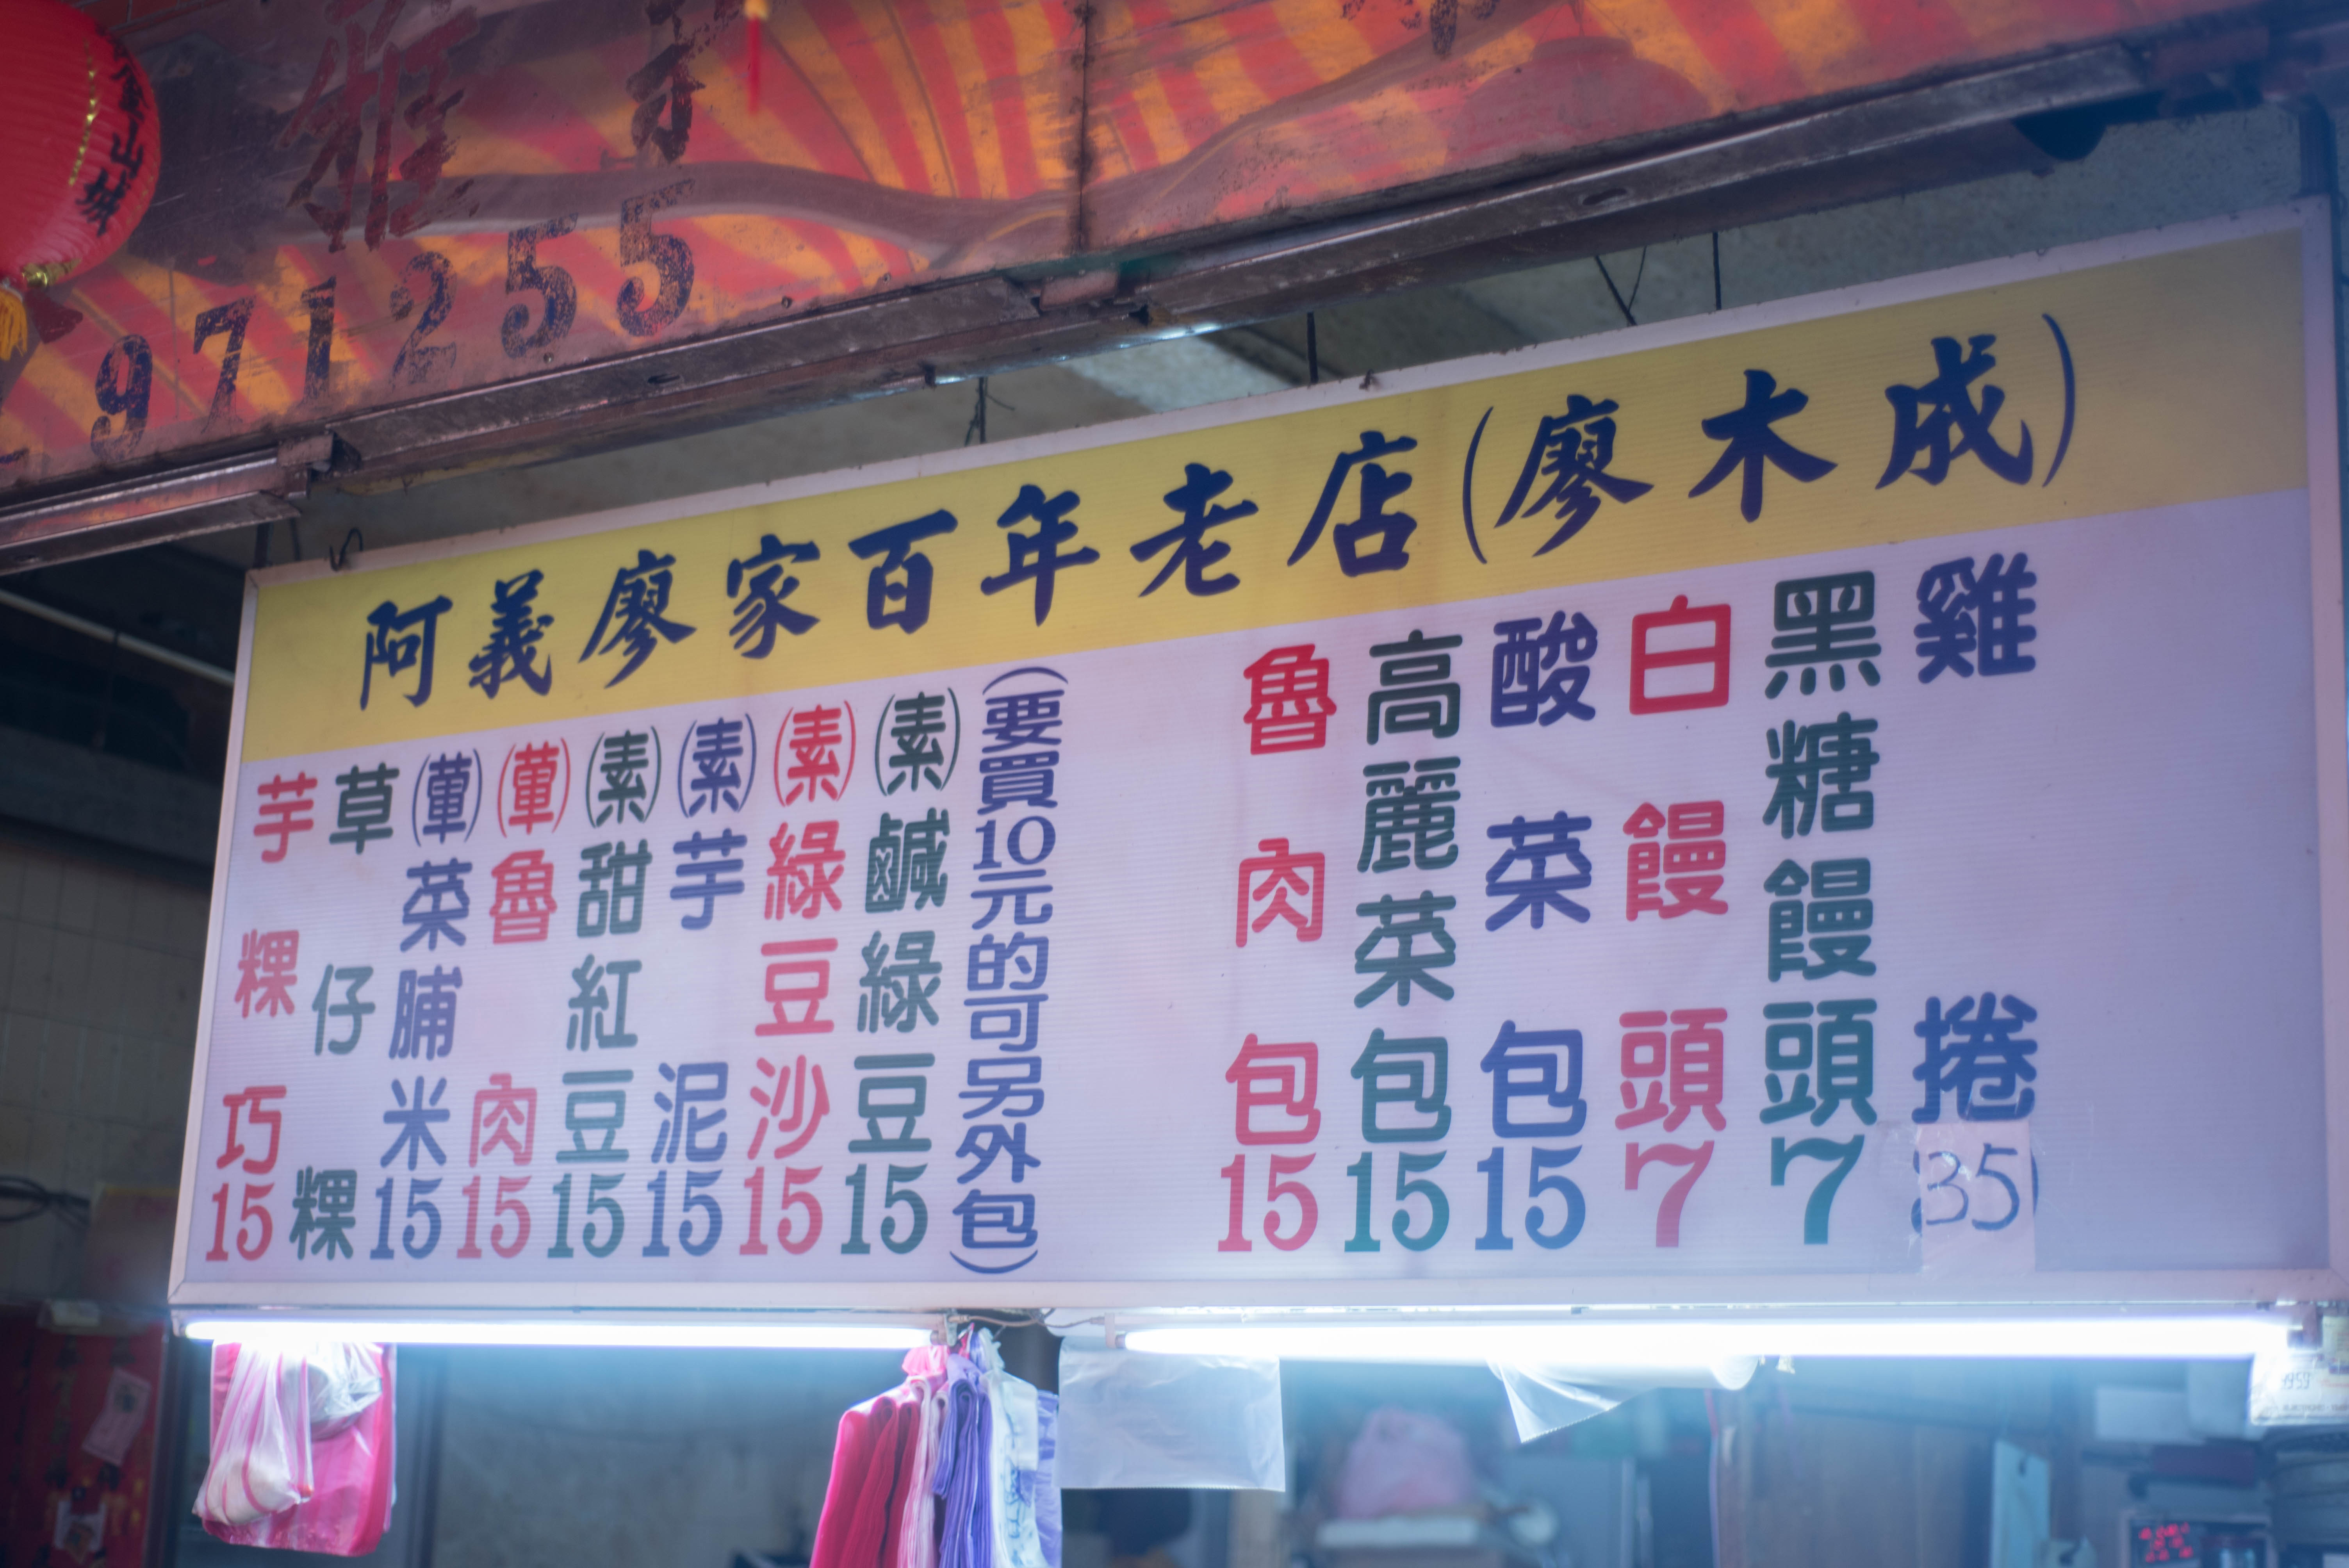 971255
阿義廖家百年老店(廖木成)
芋粿巧15
草仔粿
(葷)菜脯米15
(葷)魯肉15
(素)甜紅豆15
(素)芋泥15
(素)綠豆沙15
(素)鹹綠豆15
(要買10元的可另外包)
魯肉包15
高麗菜包15
酸菜包15
白饅頭7
黑糖饅頭7
雞捲35